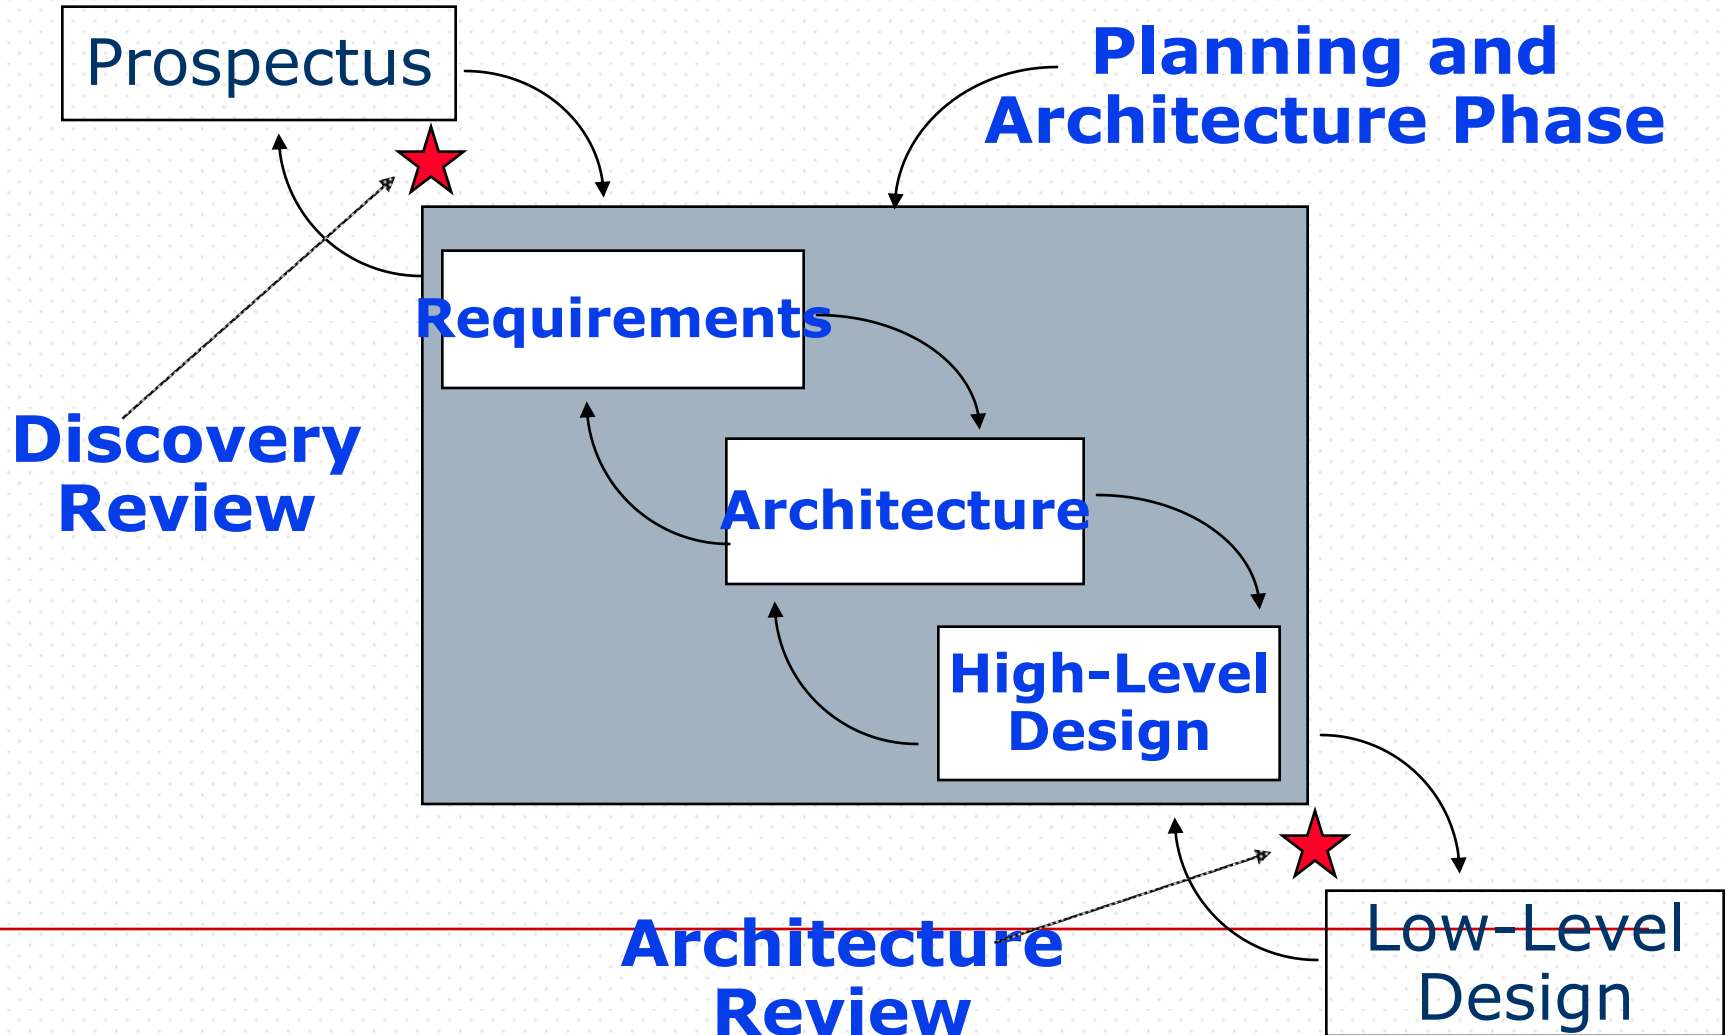 Prospectus
Planning and
Architecture Phase
Requirements
Discovery
Review
Architecture
High-Level
Design
Architecture
Review
Low-Level
Design